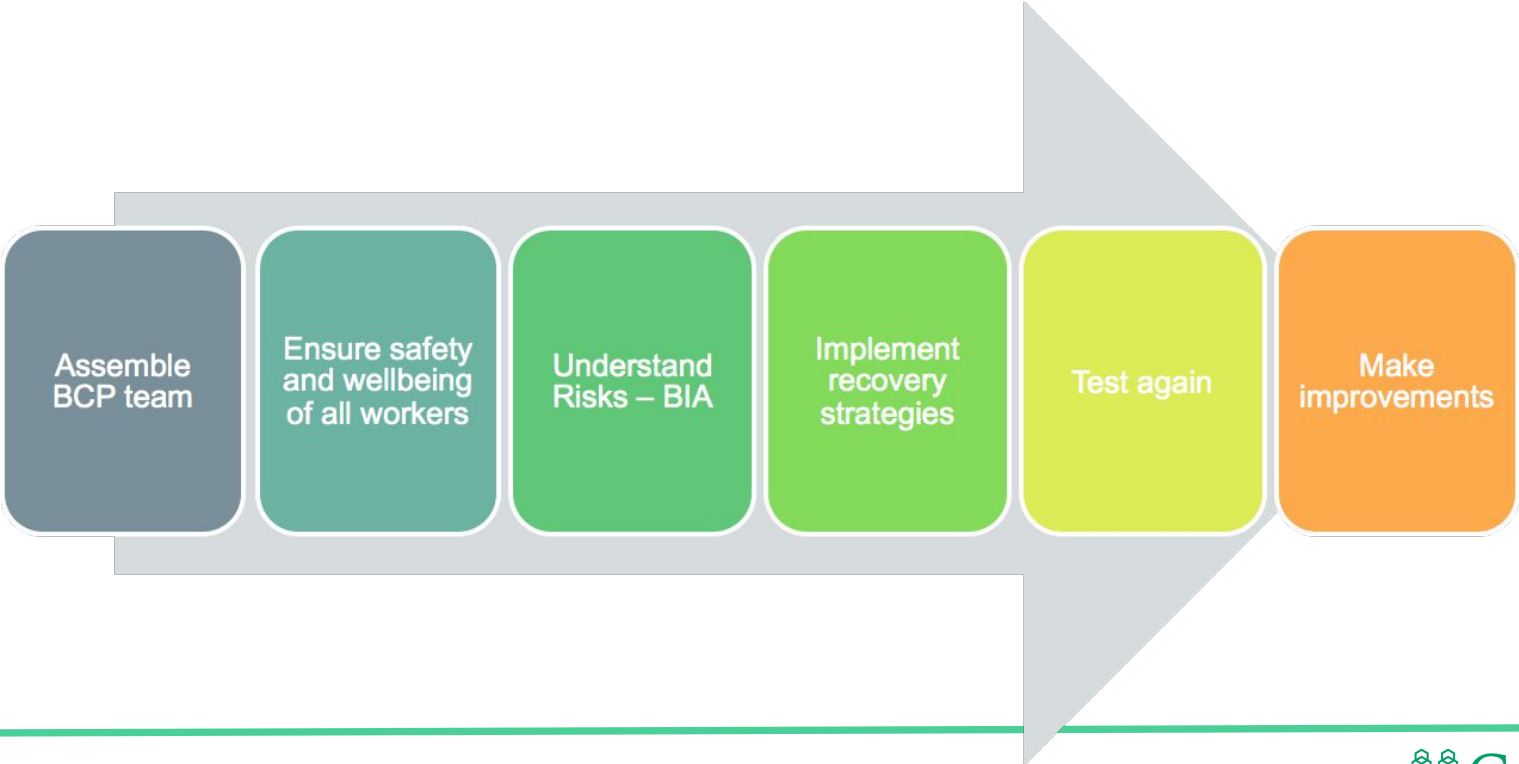 Assemble
BCP team
Ensure safety
and wellbeing
of all workers
Understand
Risks – BIA
Implement
recovery
strategies
Test again
Make
improvements